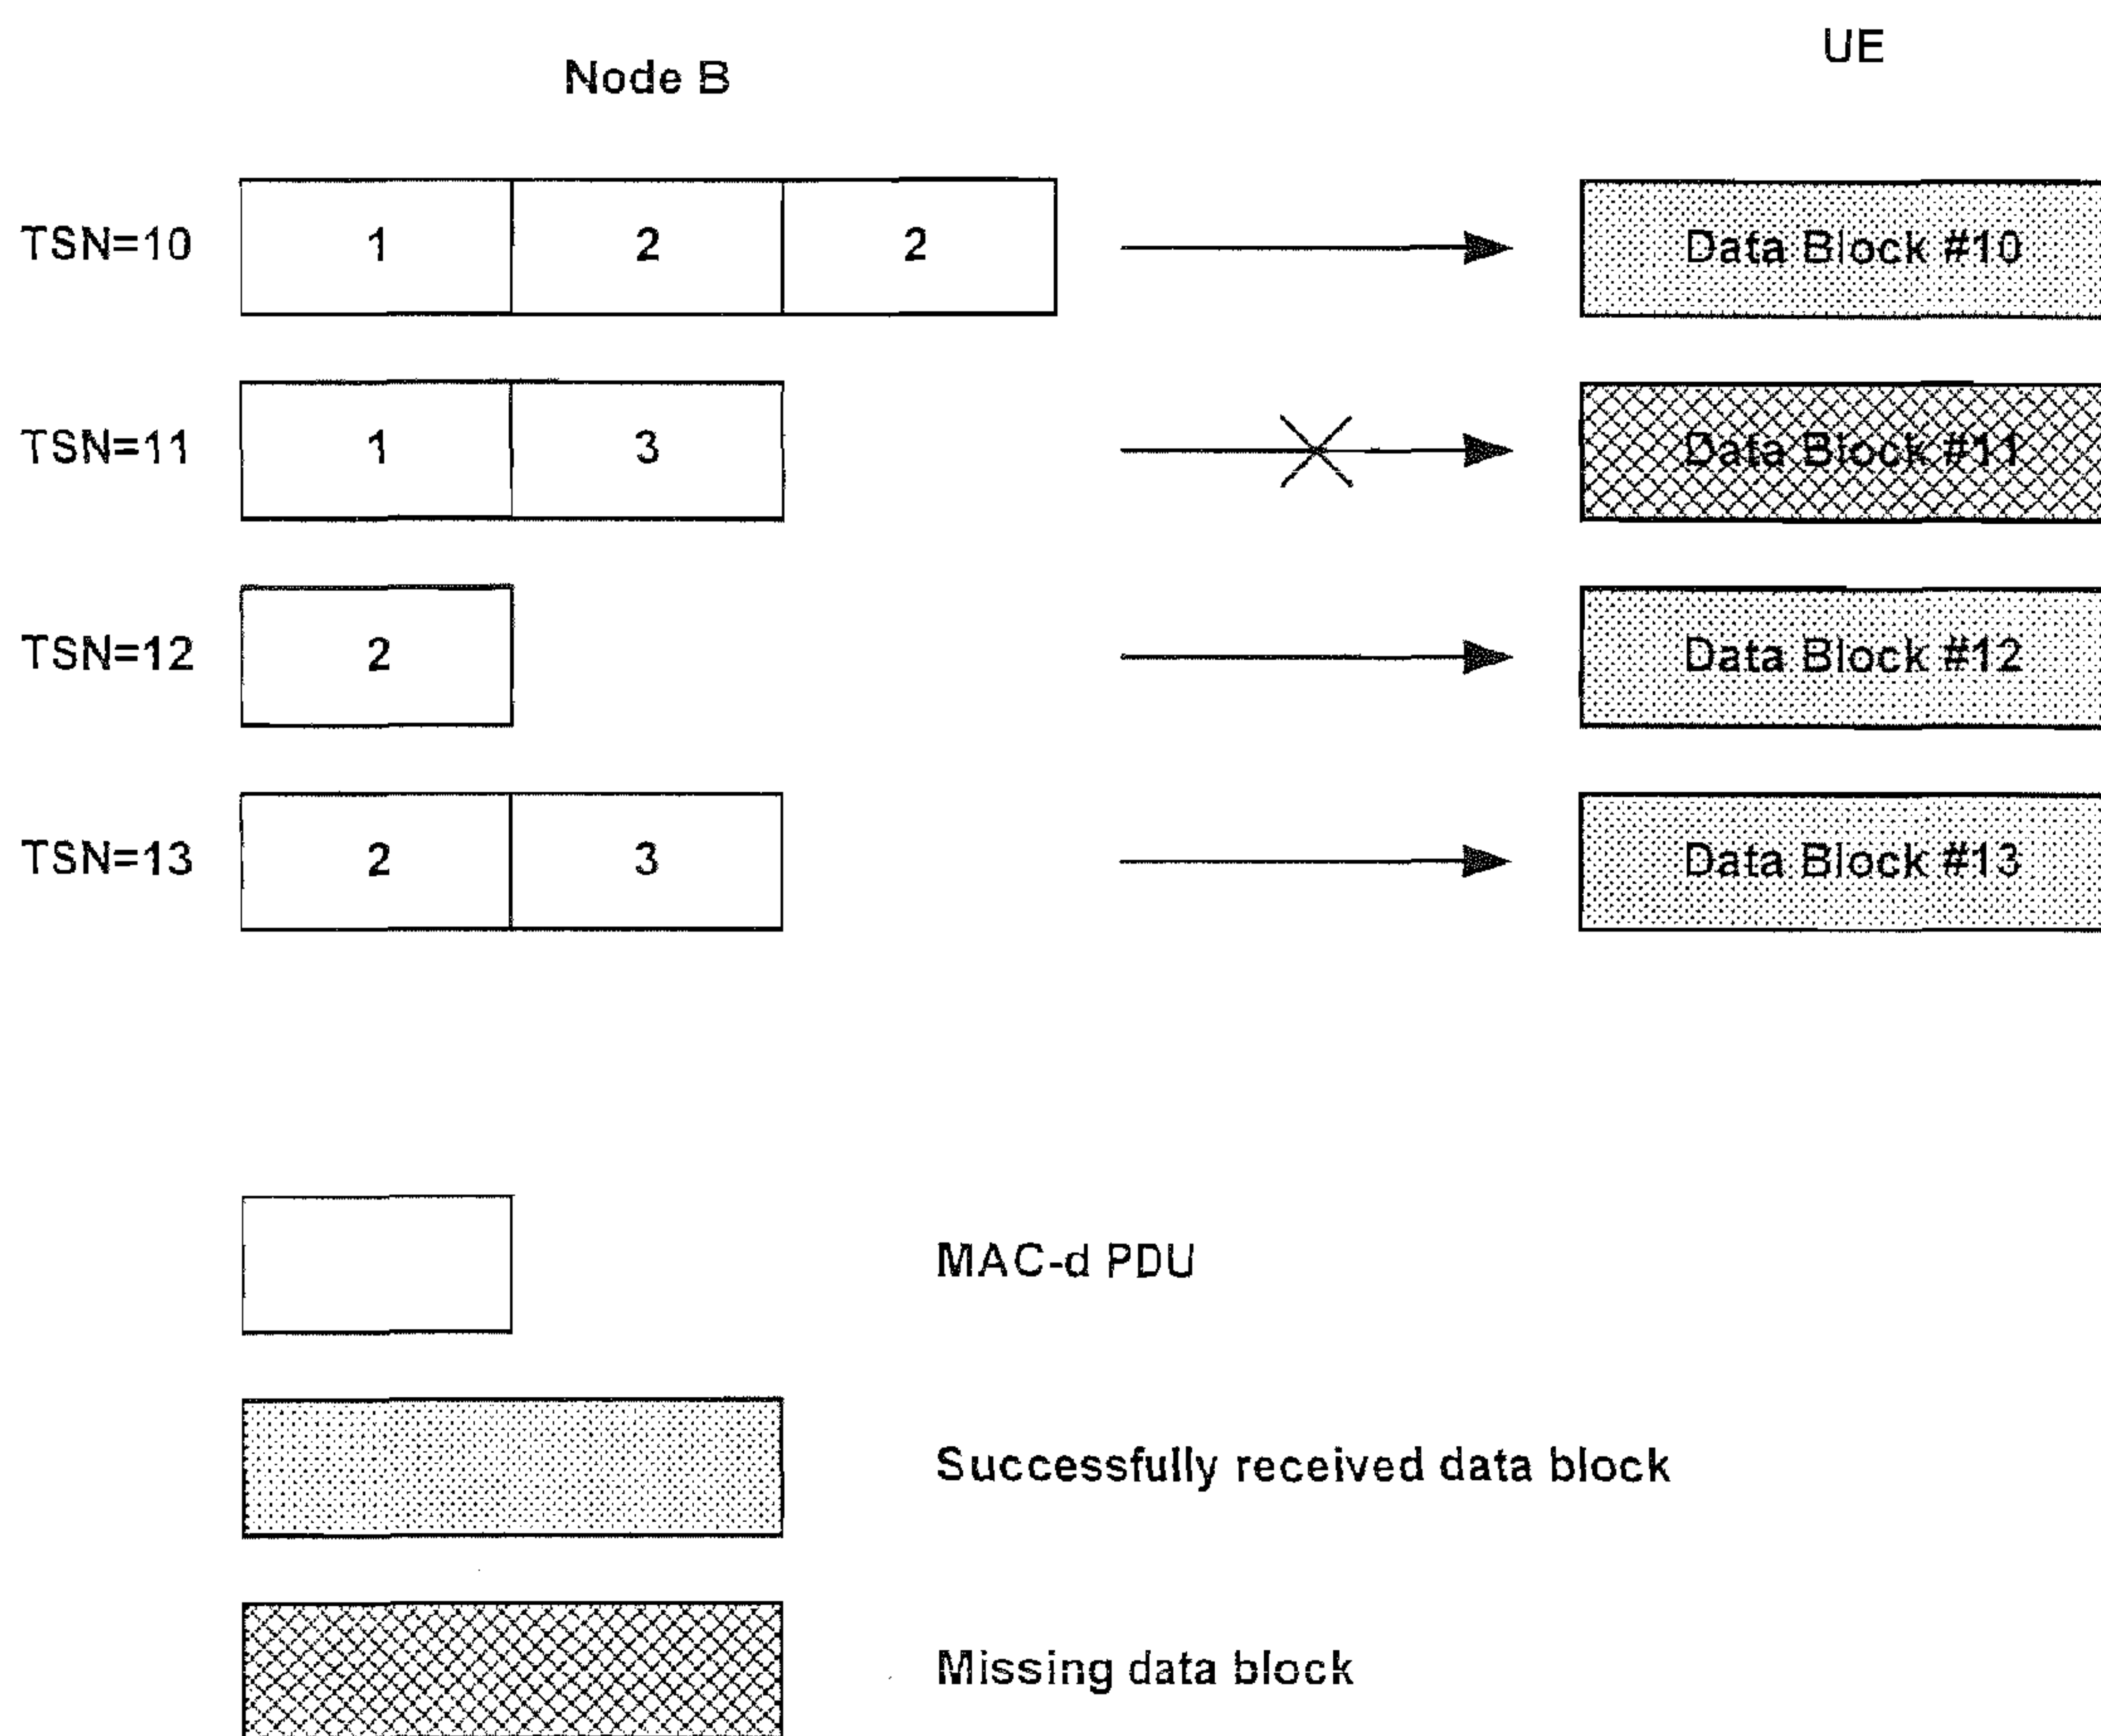 Node B
UE
TSN=10
1
2
2
Data Block #10
TSN=11
1
3
Data Block #11
TSN=12
2
Data Block #12
TSN=13
2
3
Data Block #13
MAC-d PDU
Successfully received data block
Missing data block